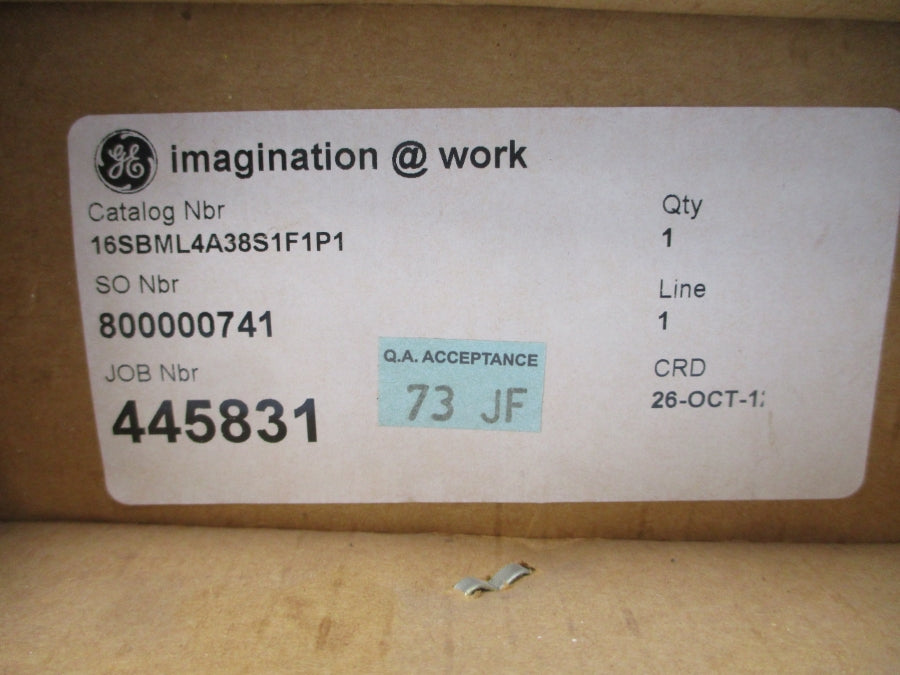 GE imagination @ work
Catalog Nbr
16SBML4A38S1F1P1
Qty
1
SO Nbr
800000741
Line
1
JOB Nbr
445831
Q.A. ACCEPTANCE
73 JF
CRD
26-OCT-1